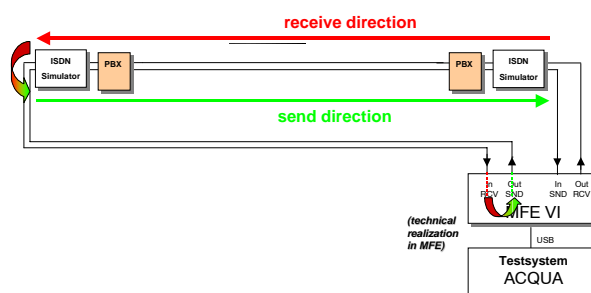 receive direction
ISDN
Simulator
PBX
PBX
ISDN
Simulator
send direction
In
RCV
Out
SND
In
SND
Out
RCV
MFE VI
(technical
realization
in MFE)
USB
Testsystem
ACQUA